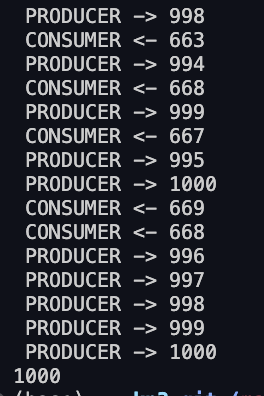 PRODUCER -> 998
CONSUMER <- 663
PRODUCER -> 994
CONSUMER <- 668
PRODUCER -> 999
CONSUMER <- 667
PRODUCER -> 995
PRODUCER -> 1000
CONSUMER <- 669
CONSUMER <- 668
PRODUCER -> 996
PRODUCER -> 997
PRODUCER -> 998
PRODUCER -> 999
PRODUCER -> 1000
1000